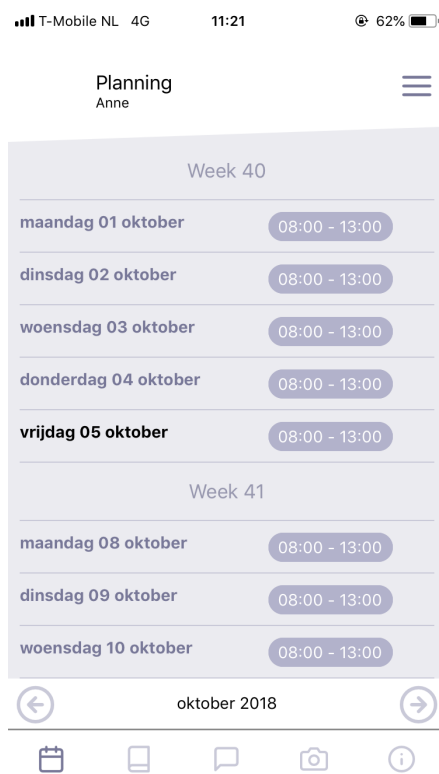 T-Mobile NL 4G 11:21 62%
Planning
Anne
Week 40
maandag 01 oktober 08:00 - 13:00
dinsdag 02 oktober 08:00 - 13:00
woensdag 03 oktober 08:00 - 13:00
donderdag 04 oktober 08:00 - 13:00
vrijdag 05 oktober 08:00 - 13:00
Week 41
maandag 08 oktober 08:00 - 13:00
dinsdag 09 oktober 08:00 - 13:00
woensdag 10 oktober 08:00 - 13:00
oktober 2018